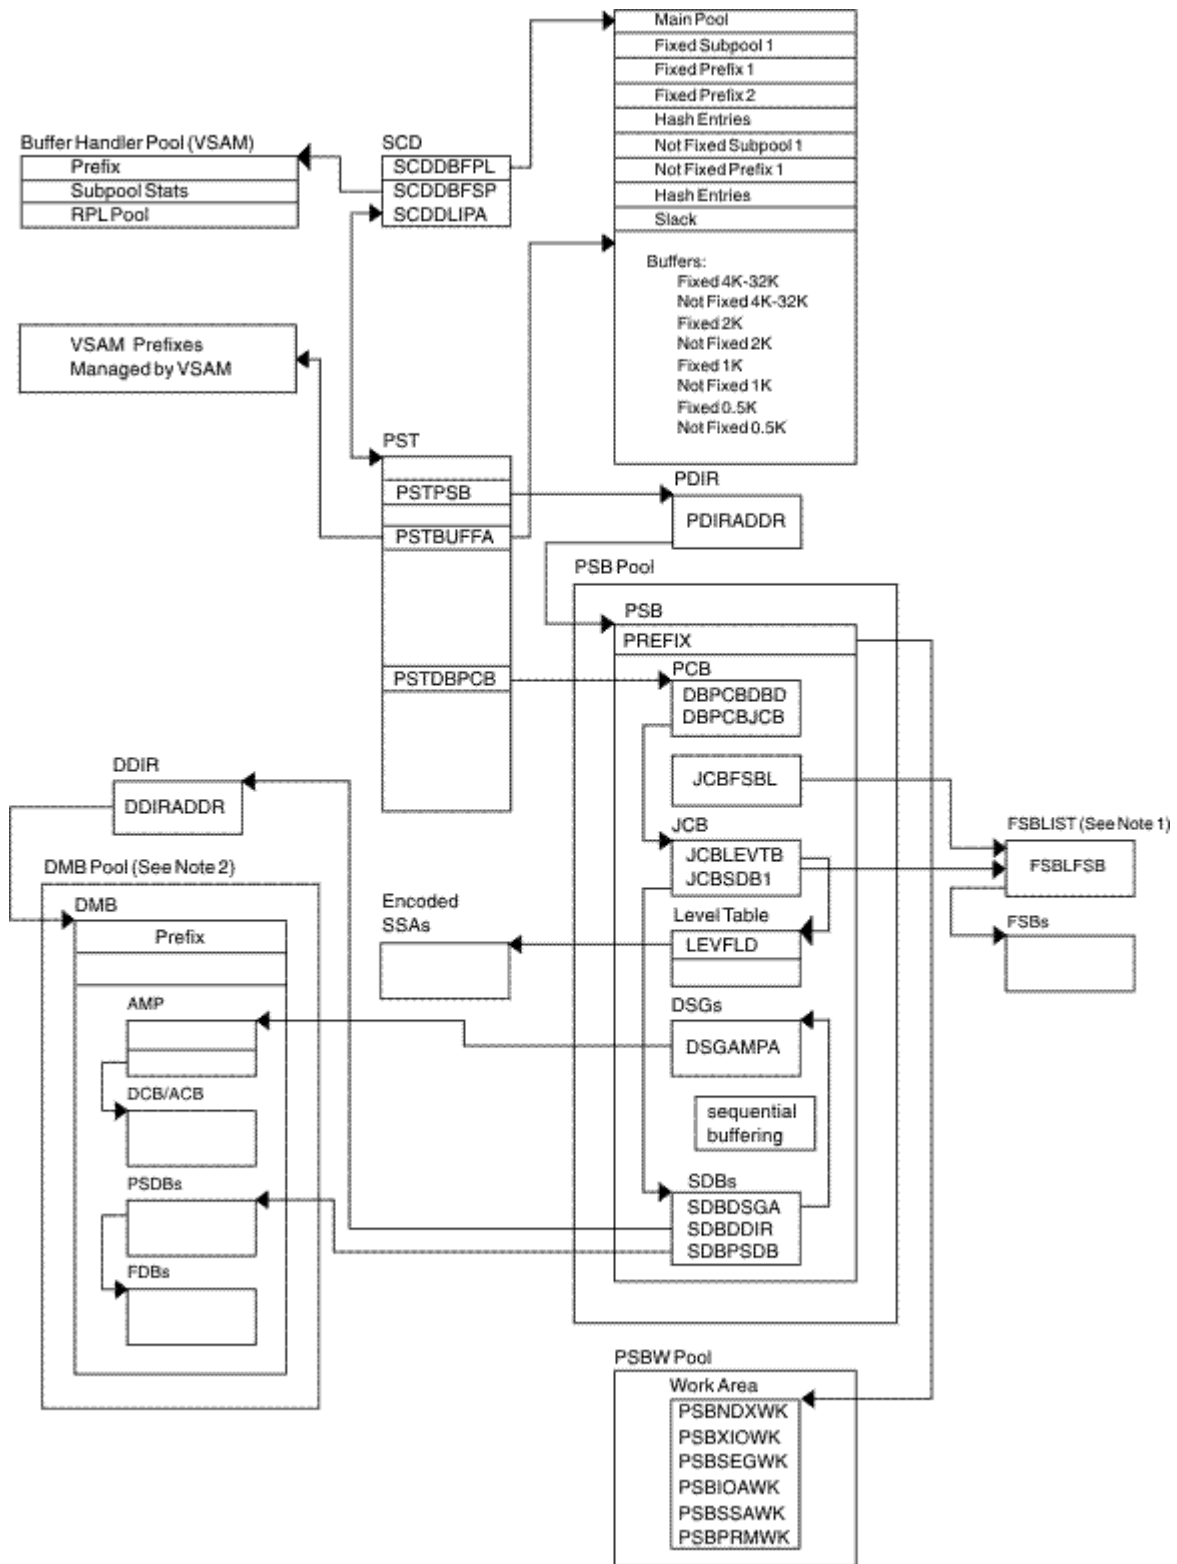 Main Pool
Fixed Subpool 1
Fixed Prefix 1
Fixed Prefix 2
Hash Entries
Not Fixed Subpool 1
Not Fixed Prefix 1
Hash Entries
Slack
Buffers:
Fixed 4K-32K
Not Fixed 4K-32K
Fixed 2K
Not Fixed 2K
Fixed 1K
Not Fixed 1K
Fixed 0.5K
Not Fixed 0.5K
Buffer Handler Pool (VSAM)
Prefix
Subpool Stats
RPL Pool
SCD
SCDDBFPL
SCDDBFSP
SCDDLIPA
VSAM Prefixes
Managed by VSAM
PST
PSTPSB
PSTBUFFA
PSTDBPCB
PDIR
PDIRADDR
PSB Pool
PSB
PREFIX
PCB
DBPCBDBD
DBPCBJCB
JCBFSBL
JCB
JCBLEVTB
JCBSDB1
Level Table
LEVFLD
DSGs
DSGAMPA
sequential
buffering
SDBs
SDBDSGA
SDBDDIR
SDBPSDB
FSBLIST (See Note 1)
FSBLFSB
FSBs
Encoded
SSAs
DDIR
DDIRADDR
DMB Pool (See Note 2)
DMB
Prefix
AMP
DCB/ACB
PSDBs
FDBs
PSBW Pool
Work Area
PSBNDXWK
PSBXIOWK
PSBSEGWK
PSBIOAWK
PSBSSAWK
PSBPRMWK